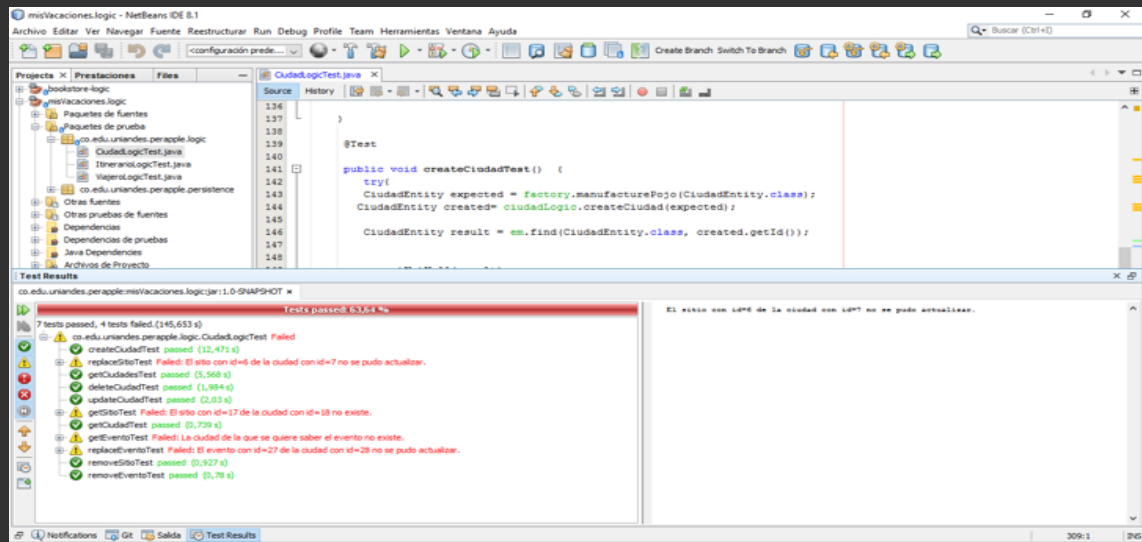 misVacaciones.logic - NetBeans IDE 8.1
Archivo Editar Ver Navegar Fuente Reestructurar Run Debug Profile Team Herramientas Ventana Ayuda
Buscar (Ctrl+I)
<configuración prede...
Create Branch Switch To Branch
Projects Prestaciones Files
CiudadLogicTest.java
Source History
bookstore-logic
misVacaciones.logic
Paquetes de fuentes
Paquetes de prueba
co.edu.uniandes.perapple.logic
CiudadLogicTest.java
ItinerarioLogicTest.java
ViajeroLogicTest.java
co.edu.uniandes.perapple.persistence
Otras fuentes
Otras pruebas de fuentes
Dependencias
Dependencias de pruebas
Java Dependencies
Archivos de Proyecto
136
137 }
138
139 @Test
140
141 public void createCiudadTest() {
142 try{
143 CiudadEntity expected = factory.manufacturePojo(CiudadEntity.class);
144 CiudadEntity created= ciudadLogic.createCiudad(expected);
145
146 CiudadEntity result = em.find(CiudadEntity.class, created.getId());
147
148
Test Results
co.edu.uniandes.perapple:misVacaciones.logic:jar:1.0-SNAPSHOT
Tests passed: 63,64 %
7 tests passed, 4 tests failed.(145,653 s)
co.edu.uniandes.perapple.logic.CiudadLogicTest Failed
createCiudadTest passed (12,471 s)
replaceSitioTest Failed: El sitio con id=6 de la ciudad con id=7 no se pudo actualizar.
getCiudadesTest passed (5,568 s)
deleteCiudadTest passed (1,984 s)
updateCiudadTest passed (2,03 s)
getSitioTest Failed: El sitio con id=17 de la ciudad con id=18 no existe.
getCiudadTest passed (0,739 s)
getEventoTest Failed: La ciudad de la que se quiere saber el evento no existe.
replaceEventoTest Failed: El evento con id=27 de la ciudad con id=28 no se pudo actualizar.
removeSitioTest passed (0,927 s)
removeEventoTest passed (0,78 s)
El sitio con id=6 de la ciudad con id=7 no se pudo actualizar.
Notifications Git Salida Test Results
309:1 INS